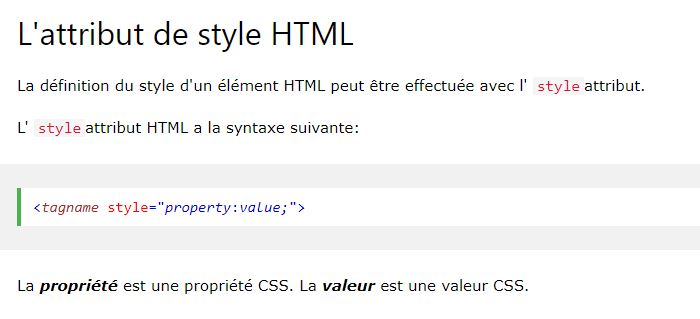 L'attribut de style HTML
La définition du style d'un élément HTML peut être effectuée avec l' style attribut.
L' style attribut HTML a la syntaxe suivante:
<tagname style="property:value;">
La propriété est une propriété CSS. La valeur est une valeur CSS.